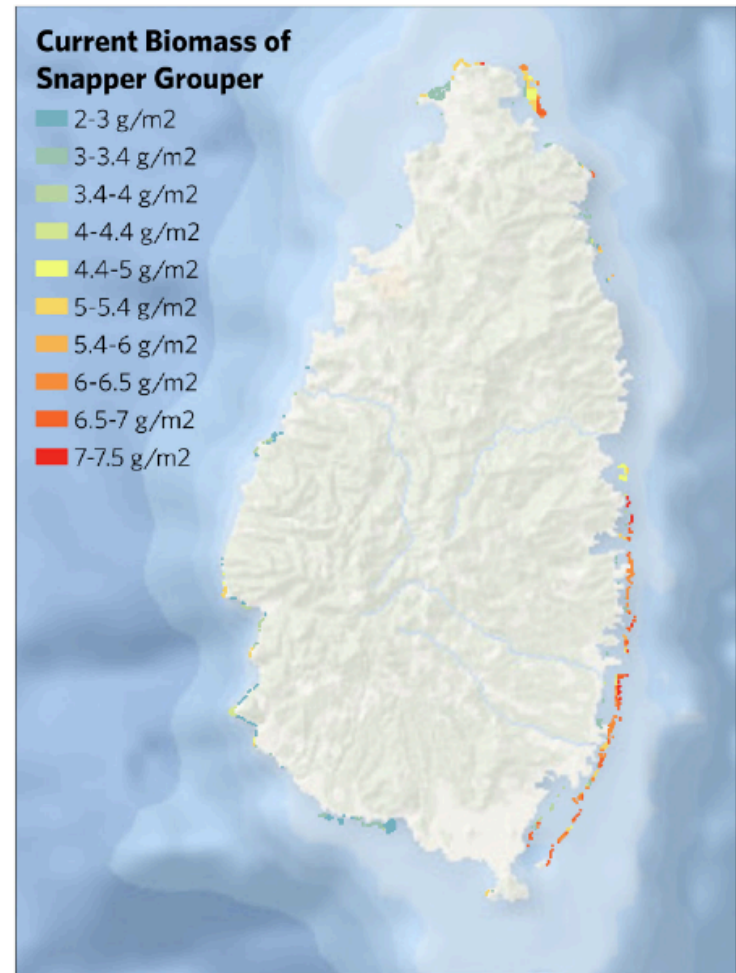 Current Biomass of
Snapper Grouper
2-3 g/m2
3-3.4 g/m2
3.4-4 g/m2
4-4.4 g/m2
4.4-5 g/m2
5-5.4 g/m2
5.4-6 g/m2
6-6.5 g/m2
6.5-7 g/m2
7-7.5 g/m2